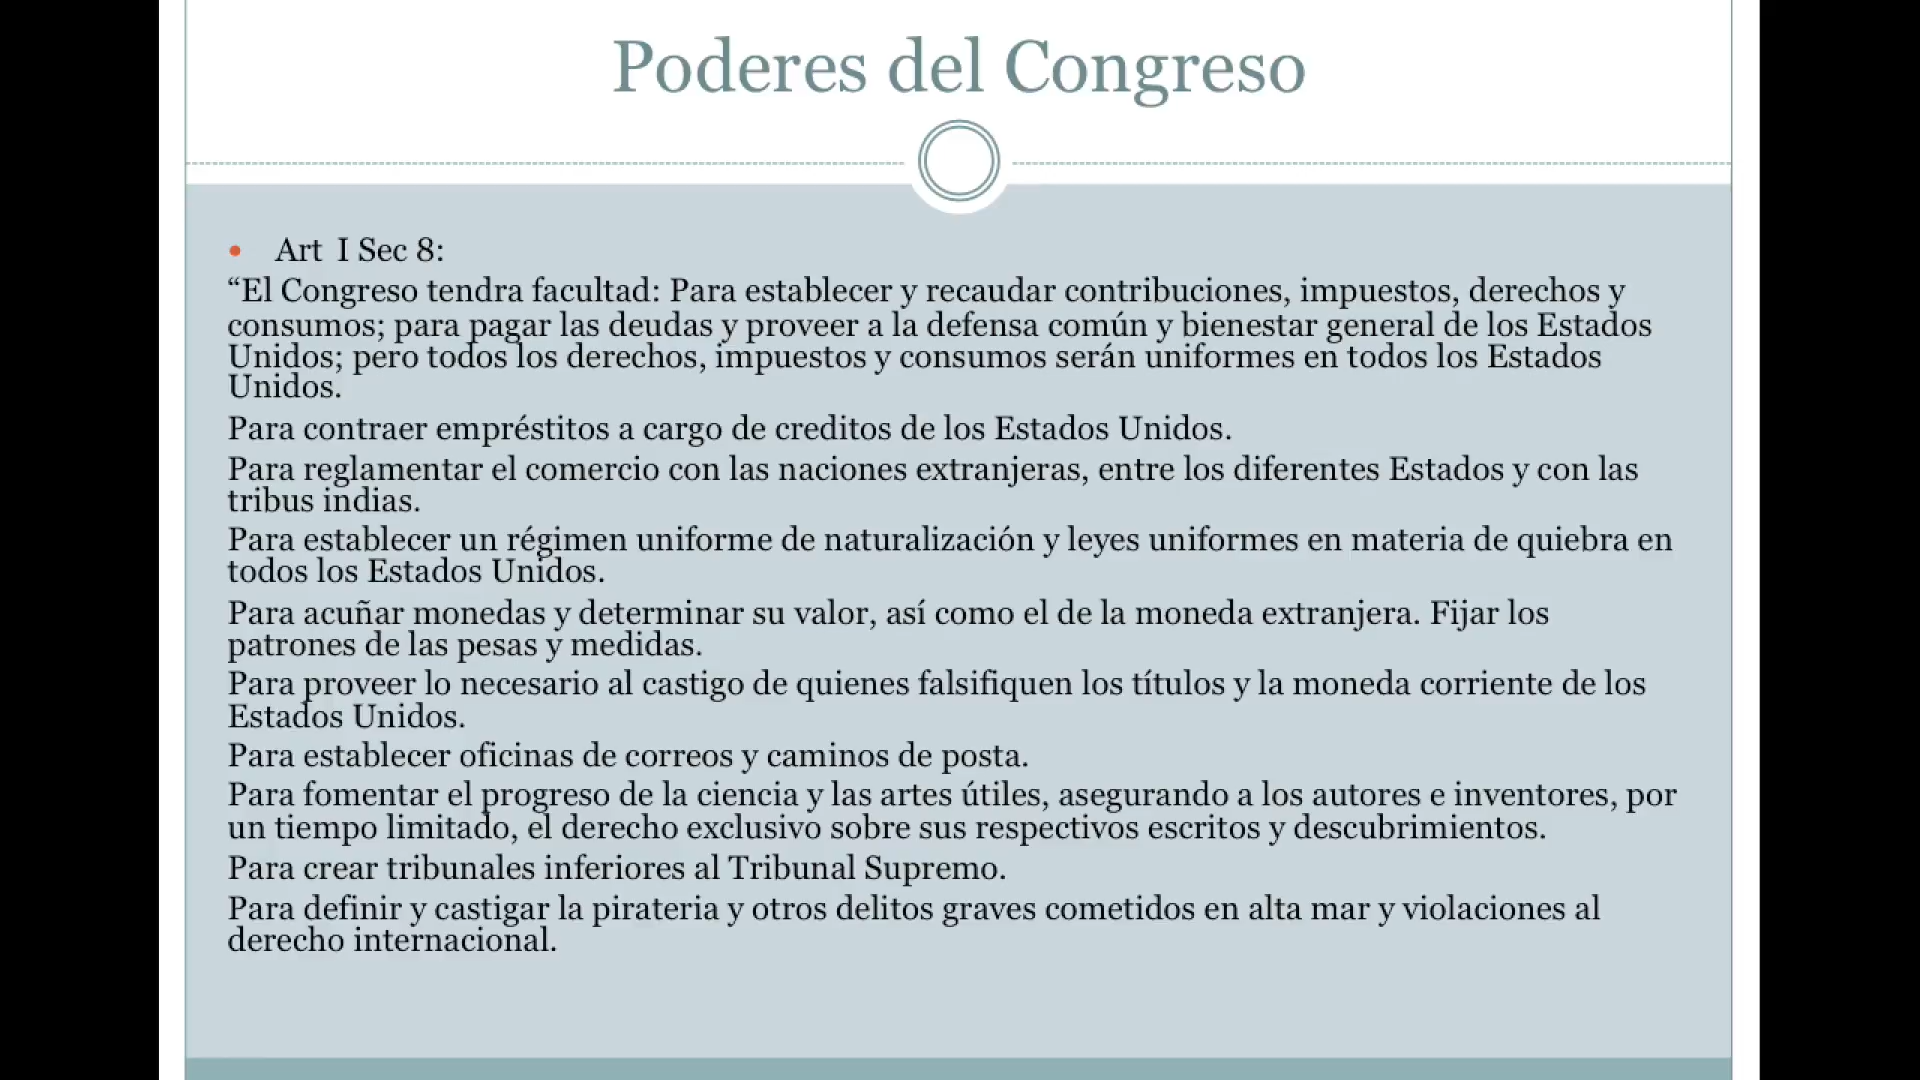 Poderes del Congreso
• Art I Sec 8:
“El Congreso tendra facultad: Para establecer y recaudar contribuciones, impuestos, derechos y
consumos; para pagar las deudas y proveer a la defensa común y bienestar general de los Estados
Unidos; pero todos los derechos, impuestos y consumos serán uniformes en todos los Estados
Unidos.
Para contraer empréstitos a cargo de creditos de los Estados Unidos.
Para reglamentar el comercio con las naciones extranjeras, entre los diferentes Estados y con las
tribus indias.
Para establecer un régimen uniforme de naturalización y leyes uniformes en materia de quiebra en
todos los Estados Unidos.
Para acuñar monedas y determinar su valor, así como el de la moneda extranjera. Fijar los
patrones de las pesas y medidas.
Para proveer lo necesario al castigo de quienes falsifiquen los títulos y la moneda corriente de los
Estados Unidos.
Para establecer oficinas de correos y caminos de posta.
Para fomentar el progreso de la ciencia y las artes útiles, asegurando a los autores e inventores, por
un tiempo limitado, el derecho exclusivo sobre sus respectivos escritos y descubrimientos.
Para crear tribunales inferiores al Tribunal Supremo.
Para definir y castigar la pirateria y otros delitos graves cometidos en alta mar y violaciones al
derecho internacional.